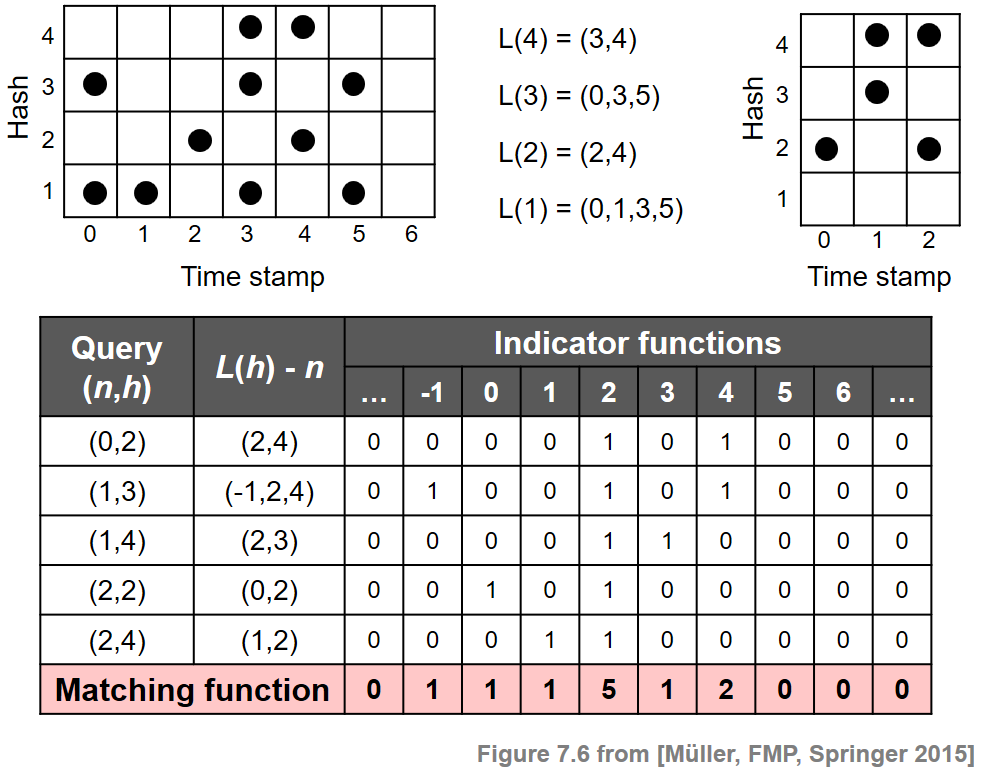 4
3
2
1
Hash
0 1 2 3 4 5 6
Time stamp
L(4) = (3,4)
L(3) = (0,3,5)
L(2) = (2,4)
L(1) = (0,1,3,5)
4
3
2
1
Hash
0 1 2
Time stamp
Query
(n,h)
L(h) - n
Indicator functions
… -1 0 1 2 3 4 5 6 …
(0,2) (2,4) 0 0 0 0 1 0 1 0 0 0
(1,3) (-1,2,4) 0 1 0 0 1 0 1 0 0 0
(1,4) (2,3) 0 0 0 0 1 1 0 0 0 0
(2,2) (0,2) 0 0 1 0 1 0 0 0 0 0
(2,4) (1,2) 0 0 0 1 1 0 0 0 0 0
Matching function 0 1 1 1 5 1 2 0 0 0
Figure 7.6 from [Müller, FMP, Springer 2015]